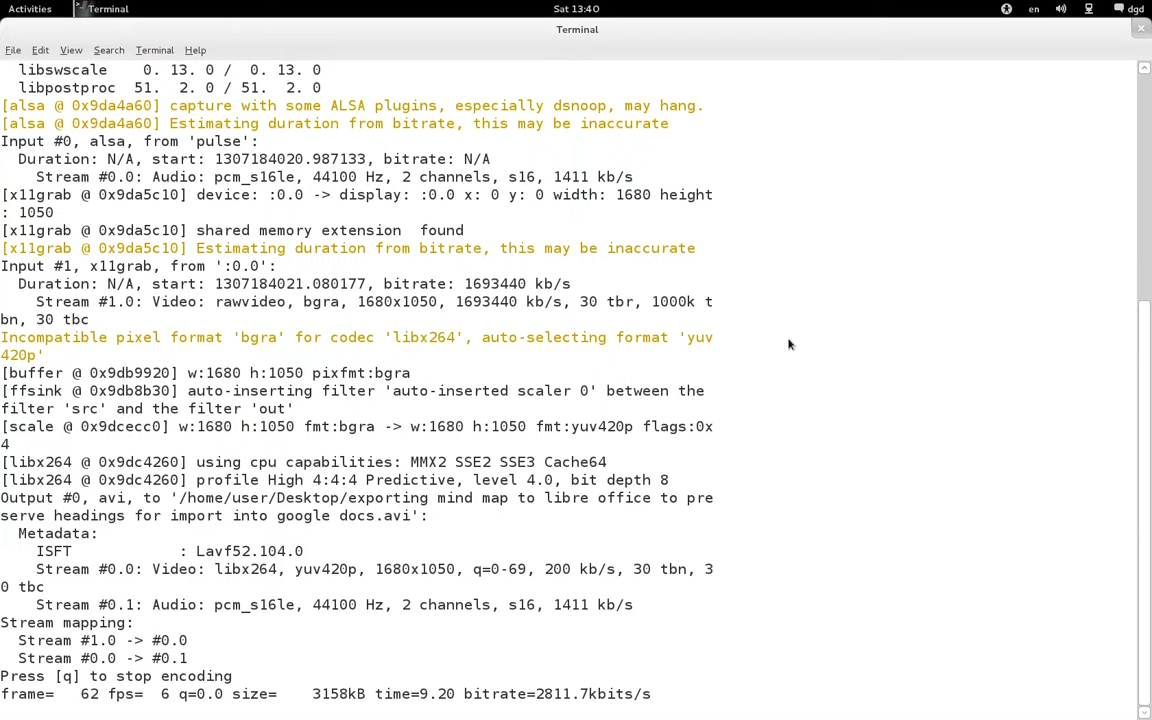 Activities Terminal Sat 13:40 en dgd
Terminal
File Edit View Search Terminal Help
libswscale 0. 13. 0 / 0. 13. 0
libpostproc 51. 2. 0 / 51. 2. 0
[alsa @ 0x9da4a60] capture with some ALSA plugins, especially dsnoop, may hang.
[alsa @ 0x9da4a60] Estimating duration from bitrate, this may be inaccurate
Input #0, alsa, from 'pulse':
Duration: N/A, start: 1307184020.987133, bitrate: N/A
Stream #0.0: Audio: pcm_s16le, 44100 Hz, 2 channels, s16, 1411 kb/s
[x11grab @ 0x9da5c10] device: :0.0 -> display: :0.0 x: 0 y: 0 width: 1680 height
: 1050
[x11grab @ 0x9da5c10] shared memory extension found
[x11grab @ 0x9da5c10] Estimating duration from bitrate, this may be inaccurate
Input #1, x11grab, from ':0.0':
Duration: N/A, start: 1307184021.080177, bitrate: 1693440 kb/s
Stream #1.0: Video: rawvideo, bgra, 1680x1050, 1693440 kb/s, 30 tbr, 1000k t
bn, 30 tbc
Incompatible pixel format 'bgra' for codec 'libx264', auto-selecting format 'yuv
420p'
[buffer @ 0x9db9920] w:1680 h:1050 pixfmt:bgra
[ffsink @ 0x9db8b30] auto-inserting filter 'auto-inserted scaler 0' between the
filter 'src' and the filter 'out'
[scale @ 0x9dcecc0] w:1680 h:1050 fmt:bgra -> w:1680 h:1050 fmt:yuv420p flags:0x
4
[libx264 @ 0x9dc4260] using cpu capabilities: MMX2 SSE2 SSE3 Cache64
[libx264 @ 0x9dc4260] profile High 4:4:4 Predictive, level 4.0, bit depth 8
Output #0, avi, to '/home/user/Desktop/exporting mind map to libre office to pre
serve headings for import into google docs.avi':
Metadata:
ISFT : Lavf52.104.0
Stream #0.0: Video: libx264, yuv420p, 1680x1050, q=0-69, 200 kb/s, 30 tbn, 3
0 tbc
Stream #0.1: Audio: pcm_s16le, 44100 Hz, 2 channels, s16, 1411 kb/s
Stream mapping:
Stream #1.0 -> #0.0
Stream #0.0 -> #0.1
Press [q] to stop encoding
frame= 62 fps= 6 q=0.0 size= 3158kB time=9.20 bitrate=2811.7kbits/s